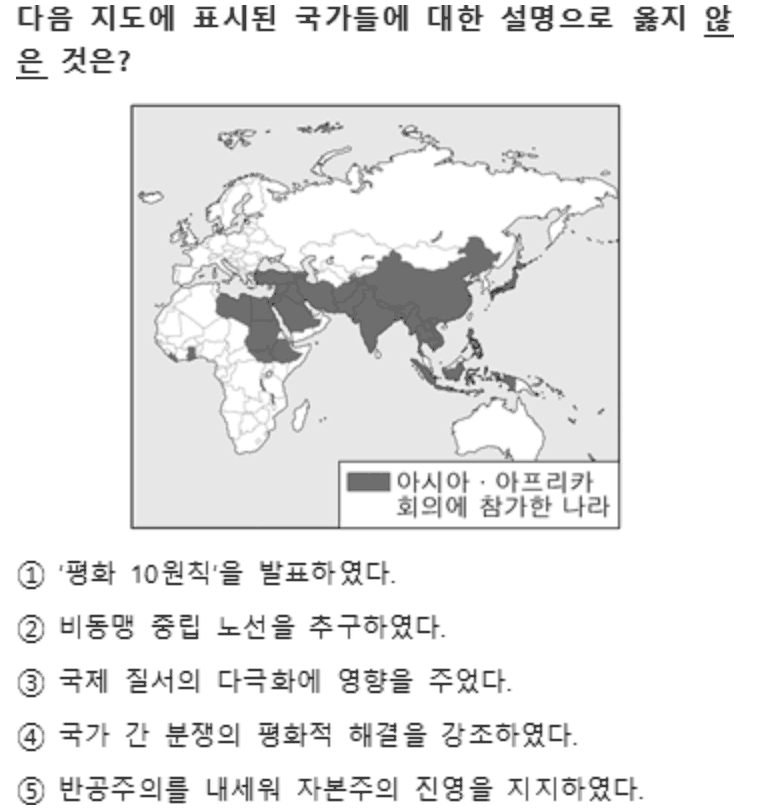 다음 지도에 표시된 국가들에 대한 설명으로 옳지 않
은 것은?
아시아 · 아프리카
회의에 참가한 나라
① '평화 10원칙'을 발표하였다.
② 비동맹 중립 노선을 추구하였다.
③ 국제 질서의 다극화에 영향을 주었다.
④ 국가 간 분쟁의 평화적 해결을 강조하였다.
⑤ 반공주의를 내세워 자본주의 진영을 지지하였다.